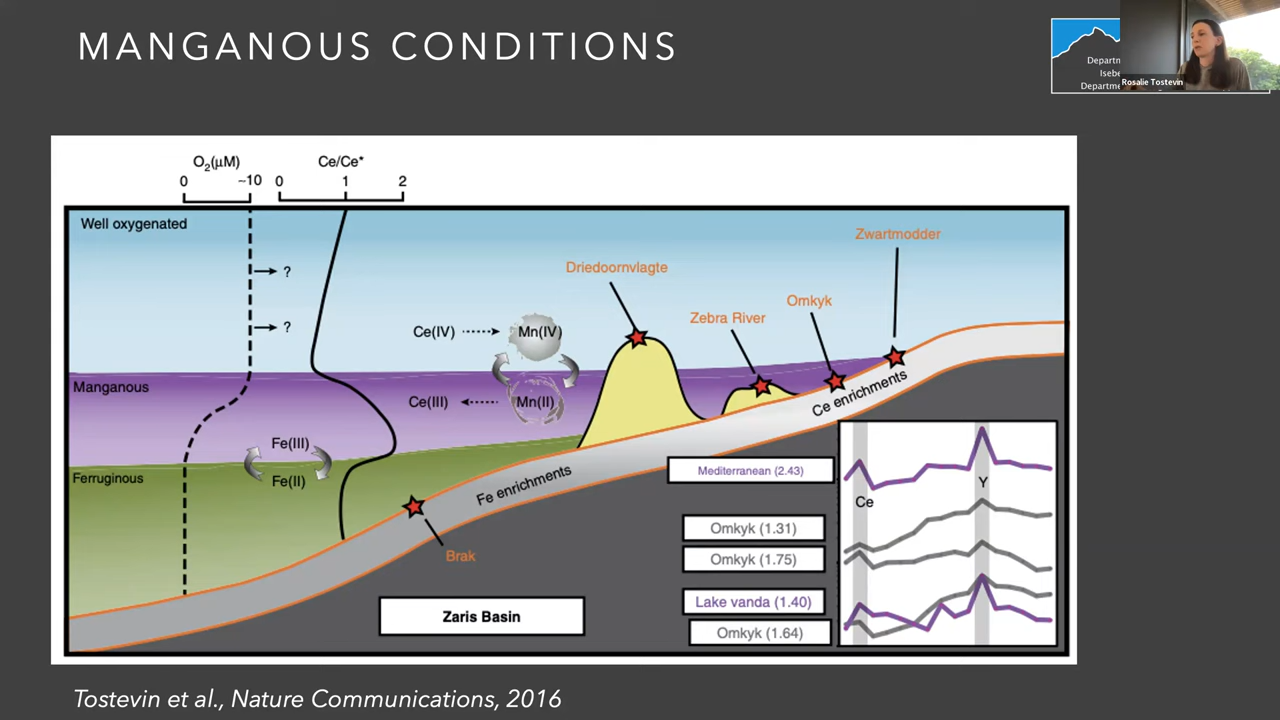 MANGANOUS CONDITIONS
Rosalie Tostevin
O₂(μM)
Ce/Ce*
0
~10
0
1
2
Well oxygenated
Zwartmodder
Driedoornvlagte
Omkyk
Zebra River
?
?
Ce(IV)
Mn(IV)
Manganous
Ce(III)
Mn(II)
Ce enrichments
Fe(III)
Fe(II)
Ferruginous
Fe enrichments
Mediterranean (2.43)
Ce
Y
Omkyk (1.31)
Omkyk (1.75)
Brak
Lake vanda (1.40)
Omkyk (1.64)
Zaris Basin
Tostevin et al., Nature Communications, 2016